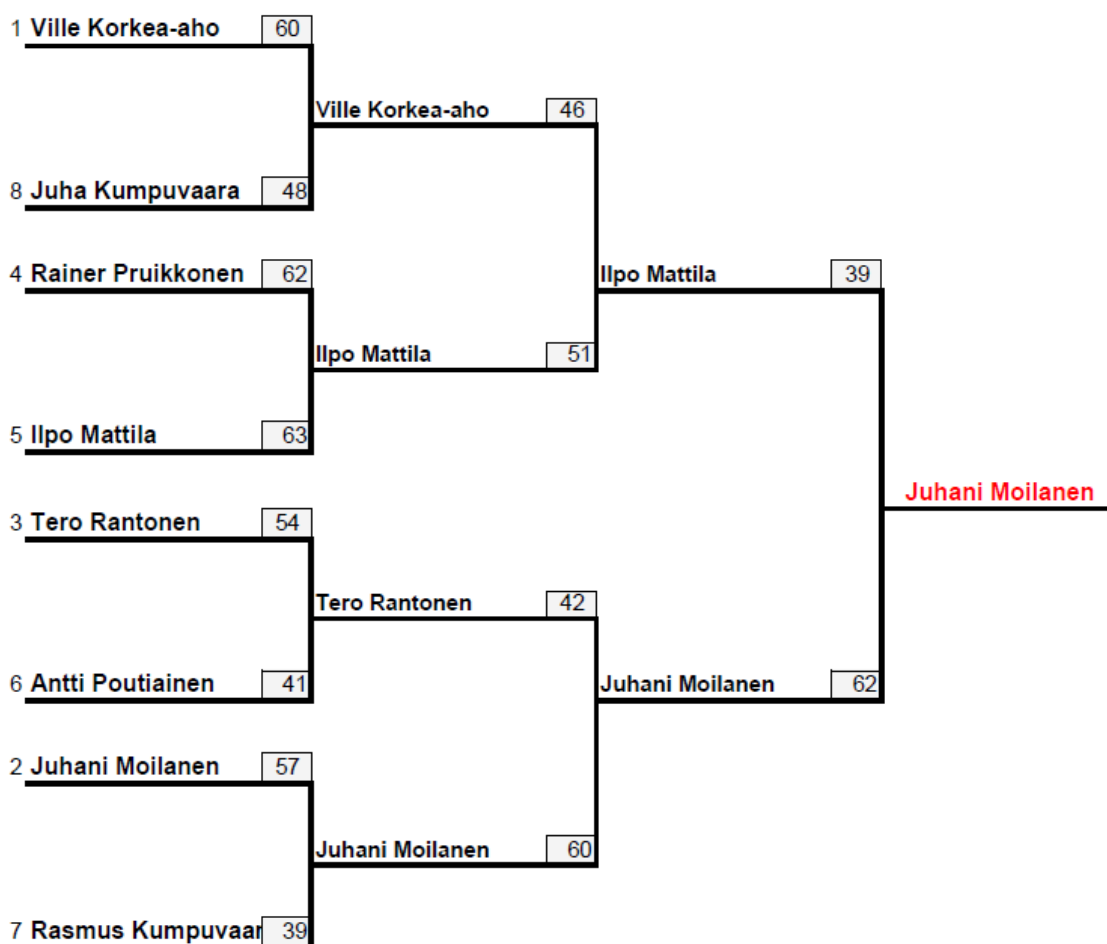 1 Ville Korkea-aho 60
Ville Korkea-aho 46
8 Juha Kumpuvaara 48
4 Rainer Pruikkonen 62
Ilpo Mattila 39
Ilpo Mattila 51
5 Ilpo Mattila 63
Juhani Moilanen
3 Tero Rantonen 54
Tero Rantonen 42
6 Antti Poutiainen 41
Juhani Moilanen 62
2 Juhani Moilanen 57
Juhani Moilanen 60
7 Rasmus Kumpuvaar 39